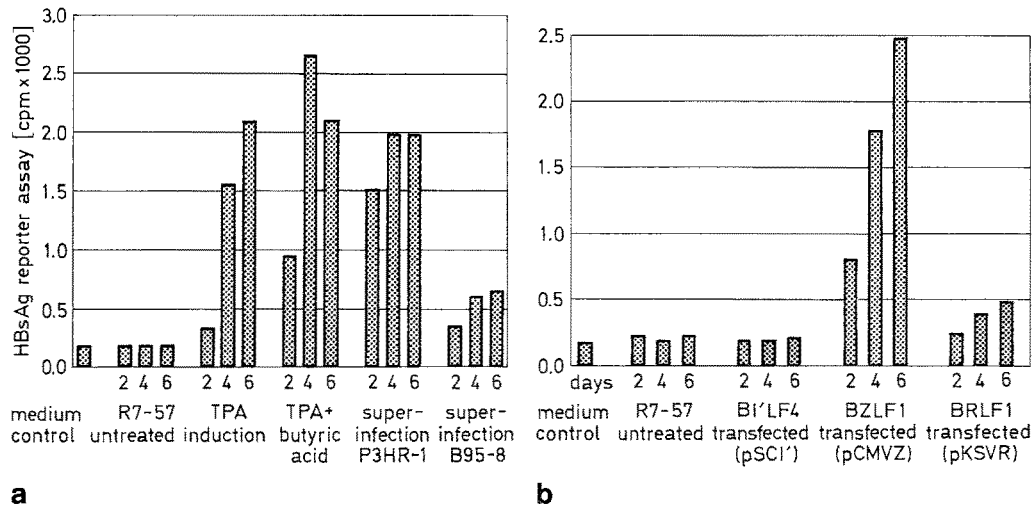 HBsAg reporter assay [cpm x 1000]
3.0
2.5
2.0
1.5
1.0
0.5
0.0
2 4 6 2 4 6 2 4 6 2 4 6 2 4 6
medium control
R7-57 untreated
TPA induction
TPA+ butyric acid
super- infection P3HR-1
super- infection B95-8
a
2.5
2.0
1.5
1.0
0.5
0.0
days 2 4 6 2 4 6 2 4 6 2 4 6
medium control
R7-57 untreated
Bi'LF4 transfected (pSCI')
BZLF1 transfected (pCMVZ)
BRLF1 transfected (pKSVR)
b